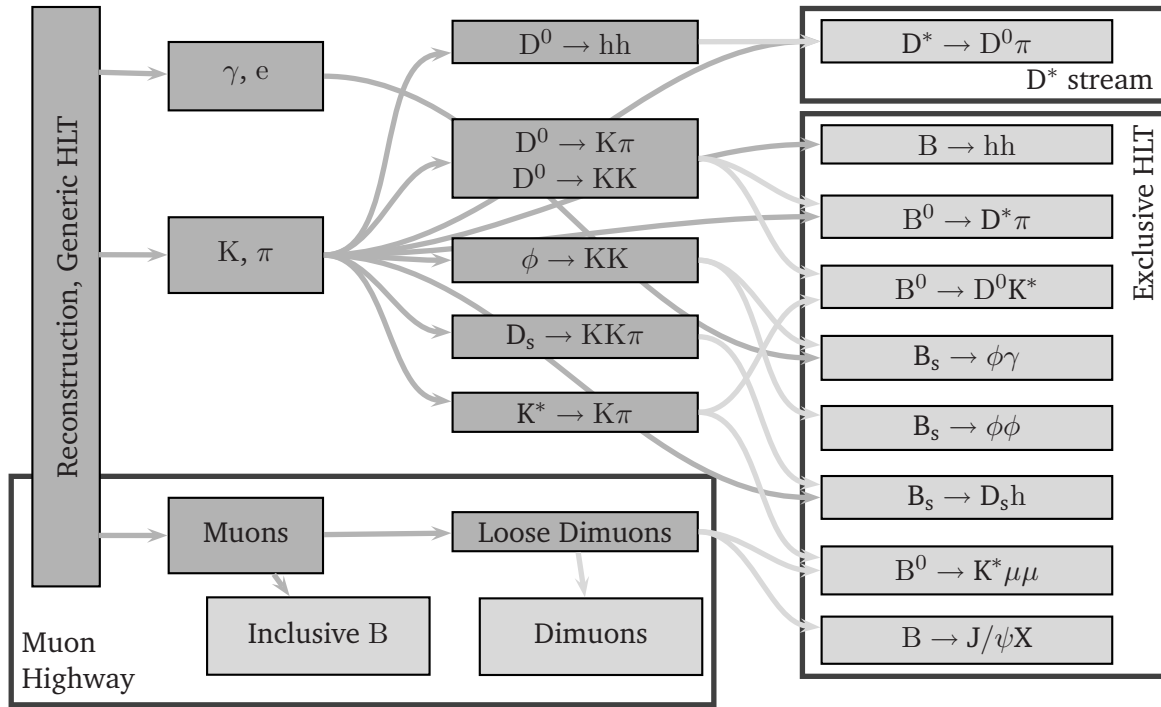 Reconstruction, Generic HLT
γ, e
K, π
Muons
Inclusive B
Muon
Highway
D⁰ → hh
D⁰ → Kπ
D⁰ → KK
ϕ → KK
Dₛ → KKπ
K* → Kπ
Loose Dimuons
Dimuons
D* → D⁰π
D* stream
Exclusive HLT
B → hh
B⁰ → D*π
B⁰ → D⁰K*
Bₛ → ϕγ
Bₛ → ϕϕ
Bₛ → Dₛh
B⁰ → K*μμ
B → J/ψX